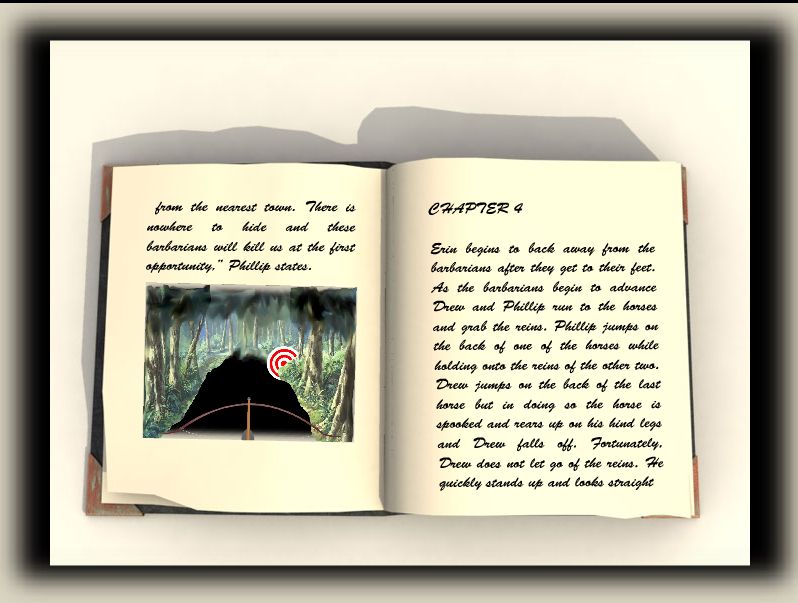 from the nearest town. There is
nowhere to hide and these
barbarians will kill us at the first
opportunity," Phillip states.
CHAPTER 4
Erin begins to back away from the
barbarians after they get to their feet.
As the barbarians begin to advance
Drew and Phillip run to the horses
and grab the reins. Phillip jumps on
the back of one of the horses while
holding onto the reins of the other two.
Drew jumps on the back of the last
horse but in doing so the horse is
spooked and rears up on his hind legs
and Drew falls off. Fortunately,
Drew does not let go of the reins. He
quickly stands up and looks straight